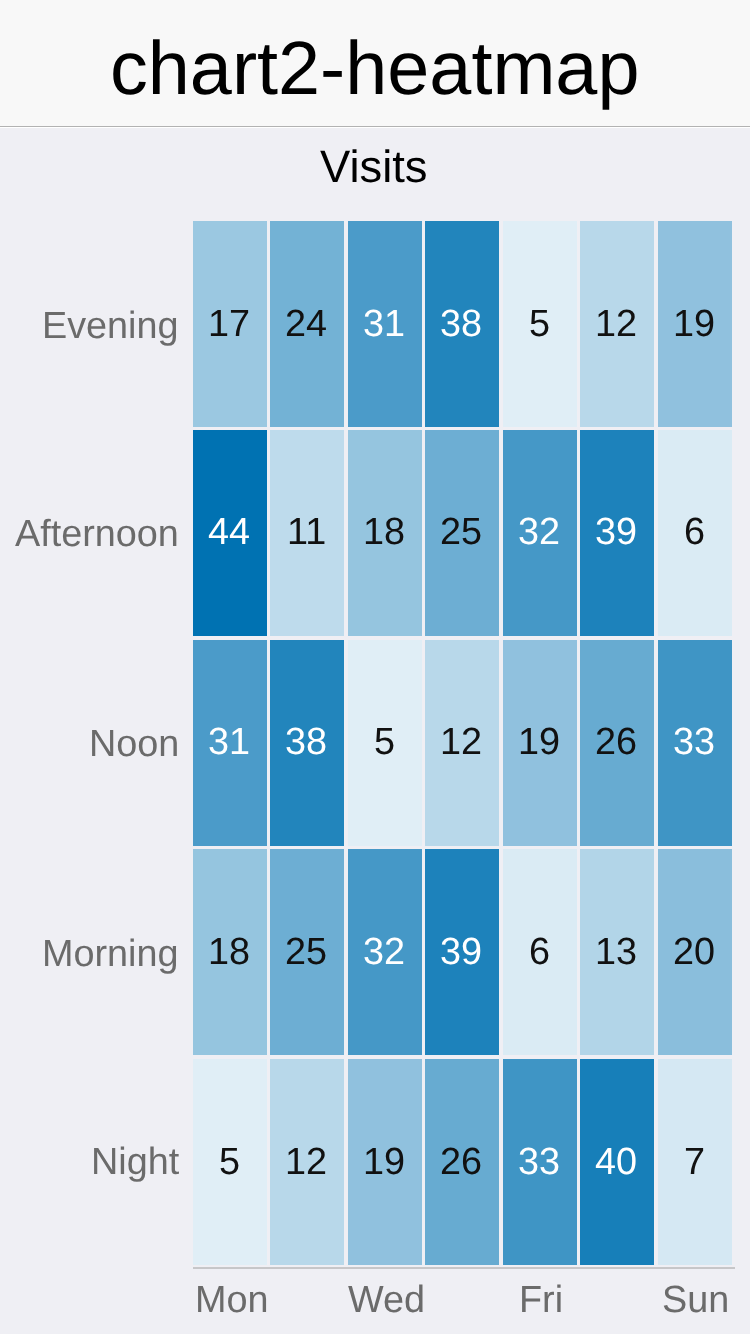 chart2-heatmap
Visits
Evening 17 24 31 38 5 12 19
Afternoon 44 11 18 25 32 39 6
Noon 31 38 5 12 19 26 33
Morning 18 25 32 39 6 13 20
Night 5 12 19 26 33 40 7
Mon Wed Fri Sun